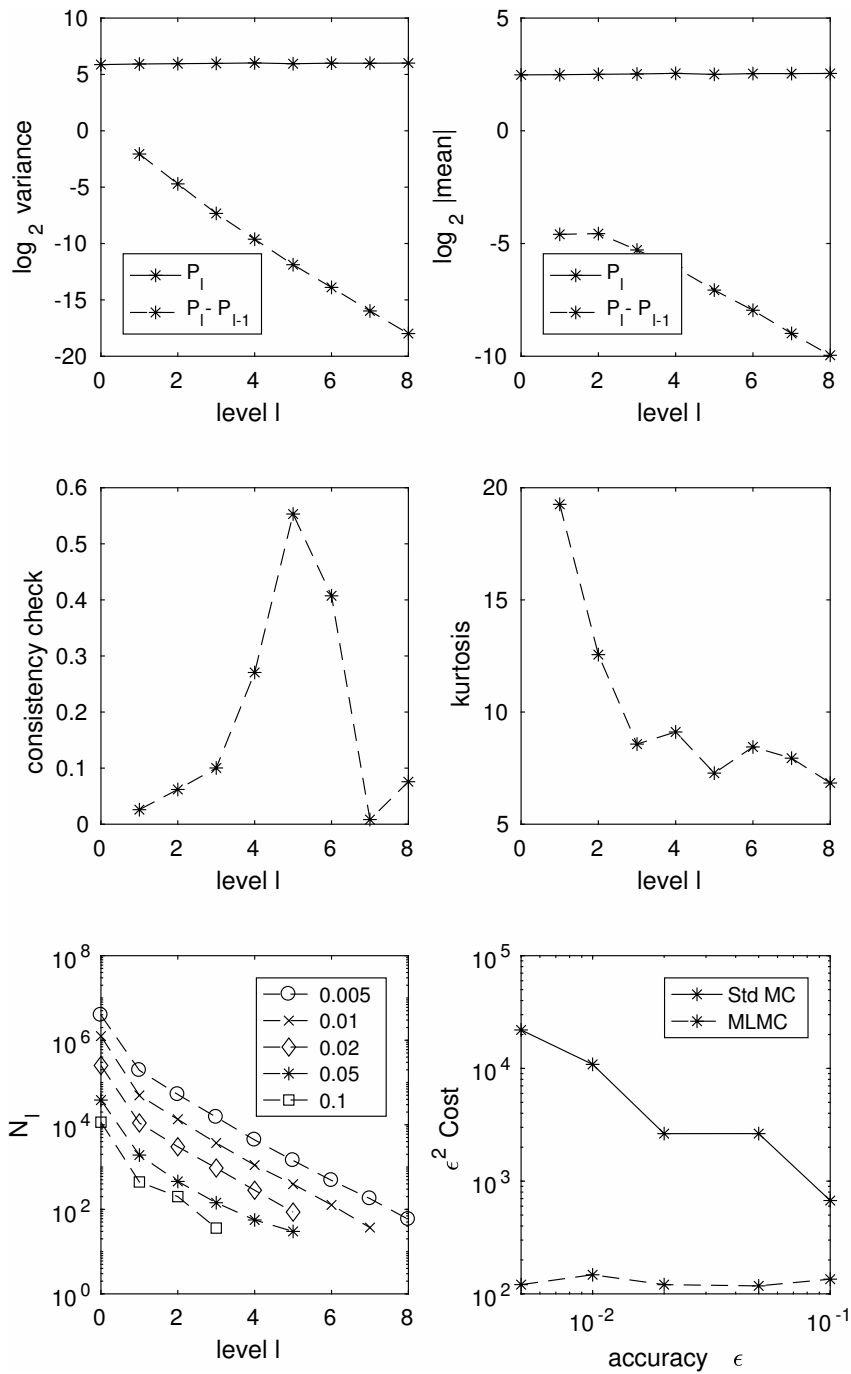 10
5
0
-5
-10
-15
-20
log 2 variance
P l
P l - P l-1
0 2 4 6 8
level l
5
0
-5
-10
log 2 |mean|
P l
P l - P l-1
0 2 4 6 8
level l
0.6
0.5
0.4
0.3
0.2
0.1
0
consistency check
0 2 4 6 8
level l
20
15
10
5
kurtosis
0 2 4 6 8
level l
10^8
10^6
10^4
10^2
10^0
N l
0.005
0.01
0.02
0.05
0.1
0 2 4 6 8
level l
10^5
10^4
10^3
10^2
ϵ^2 Cost
Std MC
MLMC
10^-2 10^-1
accuracy ϵ